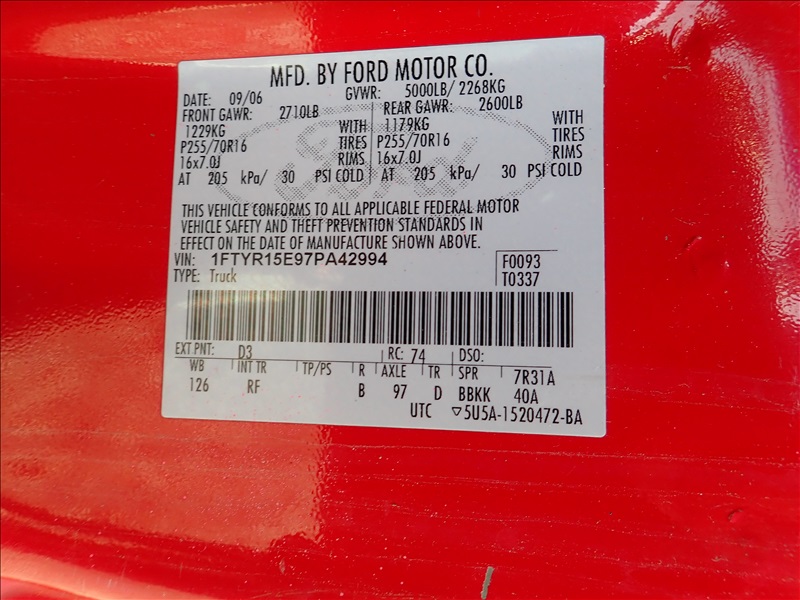 MFD. BY FORD MOTOR CO.
DATE: 09/06 GVWR: 5000LB/ 2268KG
FRONT GAWR: 2710LB REAR GAWR: 2600LB
1229KG WITH 1179KG WITH
P255/70R16 TIRES P255/70R16 TIRES
16x7.0J RIMS 16x7.0J RIMS
AT 205 kPa/ 30 PSI COLD AT 205 kPa/ 30 PSI COLD
THIS VEHICLE CONFORMS TO ALL APPLICABLE FEDERAL MOTOR
VEHICLE SAFETY AND THEFT PREVENTION STANDARDS IN
EFFECT ON THE DATE OF MANUFACTURE SHOWN ABOVE.
VIN: 1FTYR15E97PA42994 F0093
TYPE: Truck T0337
EXT PNT: D3 RC: 74 DSO:
WB INT TR TP/PS R AXLE TR SPR 7R31A
126 RF B 97 D BBKK 40A
UTC ▽5U5A-1520472-BA